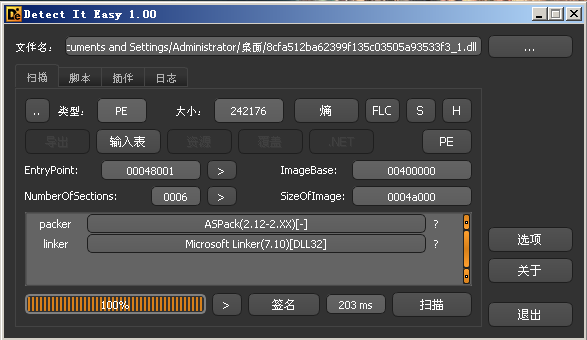 Detect It Easy 1.00
文件名： :uments and Settings/Administrator/桌面/8cfa512ba62399f135c03505a93533f3_1.dll ...
扫描 脚本 插件 日志
.. 类型： PE 大小： 242176 熵 FLC S H
导出 输入表 资源 覆盖 .NET PE
EntryPoint: 00048001 > ImageBase: 00400000
NumberOfSections: 0006 > SizeOfImage: 0004a000
packer ASPack(2.12-2.XX)[-] ?
linker Microsoft Linker(7.10)[DLL32] ?
选项
关于
100% > 签名 203 ms 扫描
退出